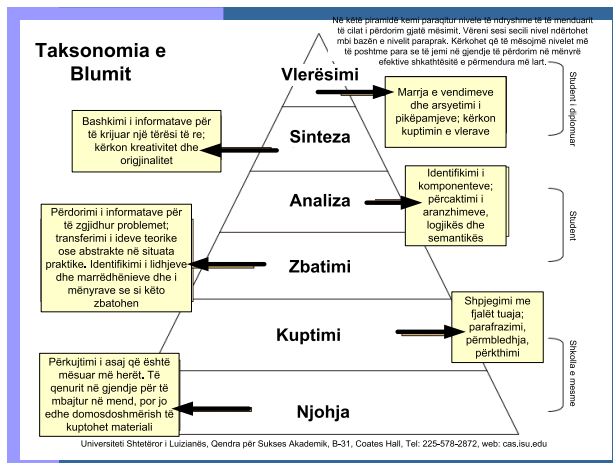 Në këtë piramidë kemi paraqitur nivele të ndryshme të të menduarit
të cilat i përdorim gjatë mësimit. Vëreni sesi secili nivel ndërtohet
mbi bazën e nivelit paraprak. Kërkohet që të mësojmë nivelet më
të poshtme para se të jemi në gjendje të përdorim në mënyrë
efektive shkathtësitë e përmendura më lart.
Taksonomia e
Blumit
Vlerësimi
Marrja e vendimeve
dhe arsyetimi i
pikëpamjeve; kërkon
kuptimin e vlerave
Student i diplomuar
Bashkimi i informatave për
të krijuar një tërësi të re;
kërkon kreativitet dhe
origjinalitet
Sinteza
Analiza
Identifikimi i
komponenteve;
përcaktimi i
aranzhimeve,
logjikës dhe
semantikës
Student
Përdorimi i informatave për
të zgjidhur problemet;
transferimi i ideve teorike
ose abstrakte në situata
praktike. Identifikimi i lidhjeve
dhe marrëdhënieve dhe i
mënyrave se si këto
zbatohen
Zbatimi
Kuptimi
Shpjegimi me
fjalët tuaja;
parafrazimi,
përmbledhja,
përkthimi
Shkolla e mesme
Përkujtimi i asaj që është
mësuar më herët. Të
qenurit në gjendje për të
mbajtur në mend, por jo
edhe domosdoshmërish të
kuptohet materiali
Njohja
Universiteti Shtetëror i Luizianës, Qendra për Sukses Akademik, B-31, Coates Hall, Tel: 225-578-2872, web: cas.lsu.edu